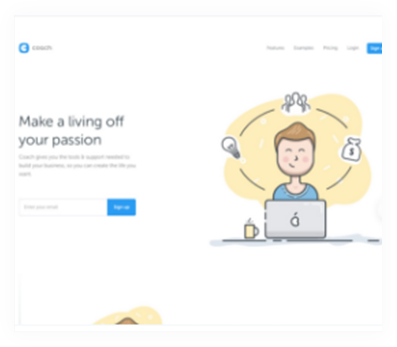 coach
Features Examples Pricing Login Sign u
Make a living off
your passion
Coach gives you the tools & support needed to
build your business, so you can create the life you
want.
Enter your email Sign up
$